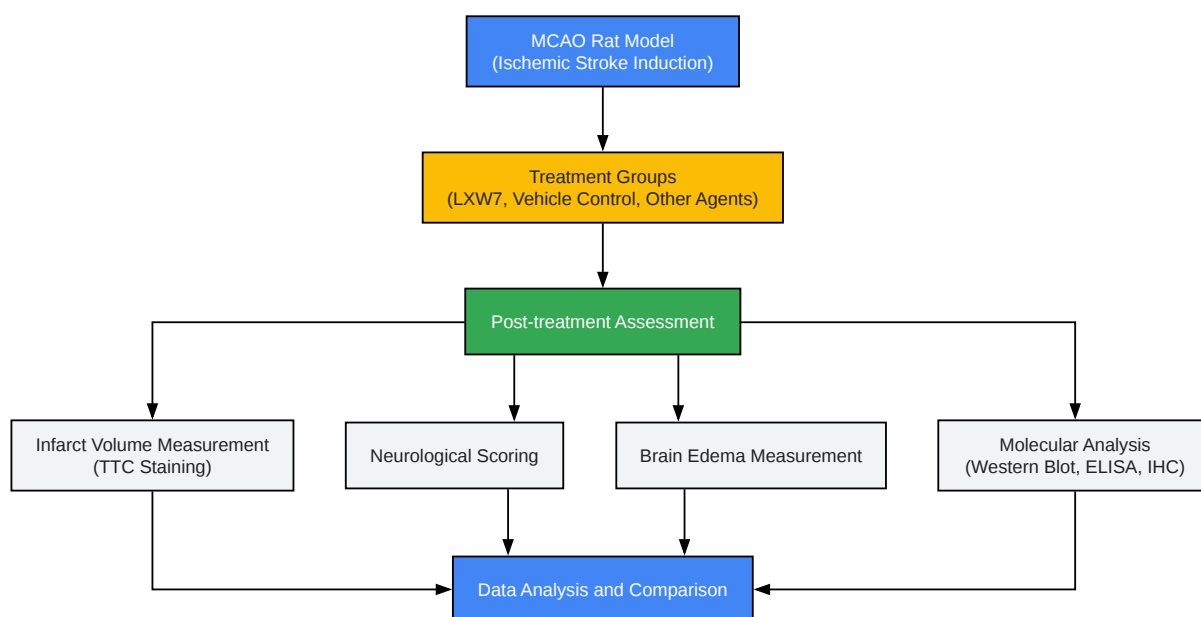 MCAO Rat Model
(Ischemic Stroke Induction)
Treatment Groups
(LXW7, Vehicle Control, Other Agents)
Post-treatment Assessment
Infarct Volume Measurement
(TTC Staining)
Neurological Scoring
Brain Edema Measurement
Molecular Analysis
(Western Blot, ELISA, IHC)
Data Analysis and Comparison